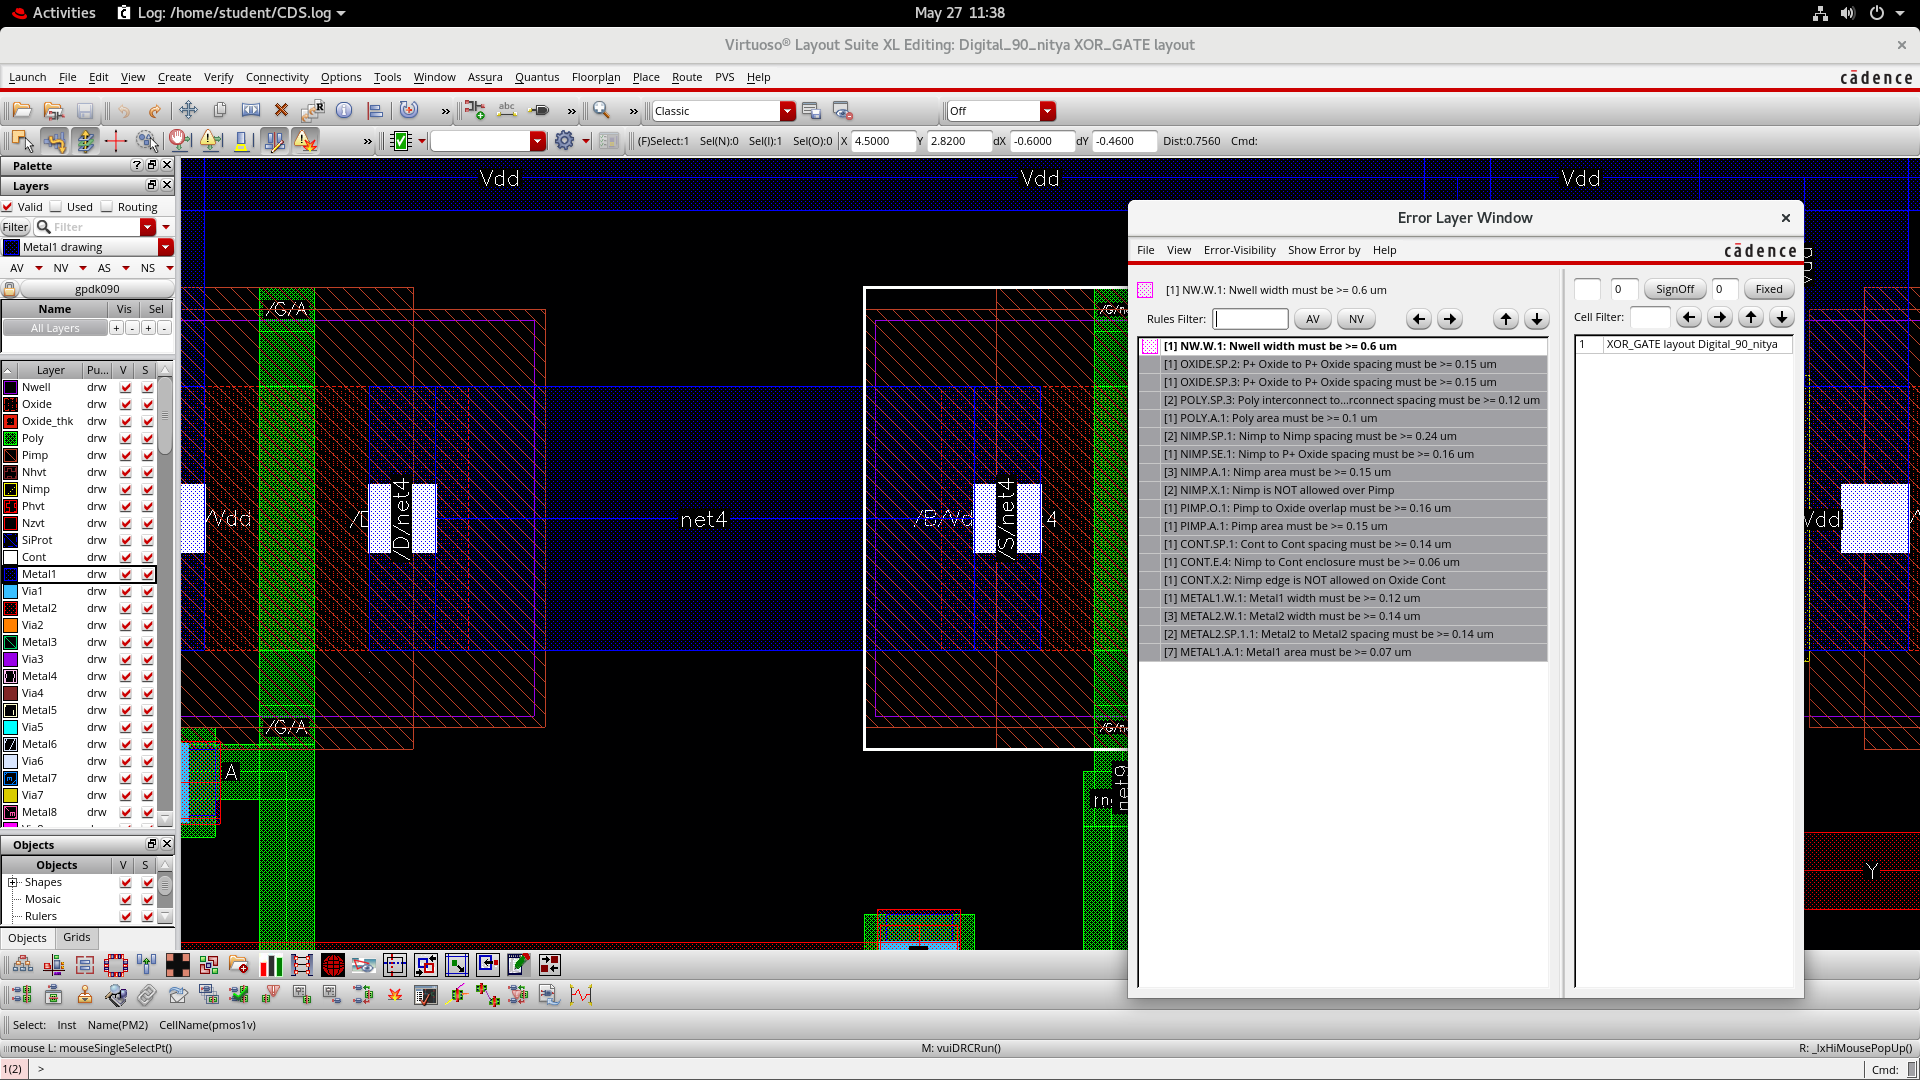 Activities
Log: /home/student/CDS.log
May 27 11:38
Virtuoso® Layout Suite XL Editing: Digital_90_nitya XOR_GATE layout
Launch File Edit View Create Verify Connectivity Options Tools Window Assura Quantus Floorplan Place Route PVS Help
cādence
Classic
Off
(F)Select:1 Sel(N):0 Sel(I):1 Sel(O):0 X 4.5000 Y 2.8200 dX -0.6000 dY -0.4600 Dist:0.7560 Cmd:
Palette
Layers
Valid Used Routing
Filter Filter
Metal1 drawing
AV NV AS NS
gpdk090
Name Vis Sel
All Layers + - + -
Layer Pu... V S
Nwell drw
Oxide drw
Oxide_thk drw
Poly drw
Pimp drw
Nhvt drw
Nimp drw
Phvt drw
Nzvt drw
SiProt drw
Cont drw
Metal1 drw
Via1 drw
Metal2 drw
Via2 drw
Metal3 drw
Via3 drw
Metal4 drw
Via4 drw
Metal5 drw
Via5 drw
Metal6 drw
Via6 drw
Metal7 drw
Via7 drw
Metal8 drw
Objects
Objects V S
Shapes
Mosaic
Rulers
Objects Grids
Vdd
Vdd
Vdd
/G/A
/Vdd
/D/net4
net4
/B/Vd
/S/net4
4
Vdd
/G/A
A
Y
Error Layer Window
File View Error-Visibility Show Error by Help
cādence
[1] NW.W.1: Nwell width must be >= 0.6 um
Rules Filter: AV NV
[1] NW.W.1: Nwell width must be >= 0.6 um
[1] OXIDE.SP.2: P+ Oxide to P+ Oxide spacing must be >= 0.15 um
[1] OXIDE.SP.3: P+ Oxide to P+ Oxide spacing must be >= 0.15 um
[2] POLY.SP.3: Poly interconnect to...rconnect spacing must be >= 0.12 um
[1] POLY.A.1: Poly area must be >= 0.1 um
[2] NIMP.SP.1: Nimp to Nimp spacing must be >= 0.24 um
[1] NIMP.SE.1: Nimp to P+ Oxide spacing must be >= 0.16 um
[3] NIMP.A.1: Nimp area must be >= 0.15 um
[2] NIMP.X.1: Nimp is NOT allowed over Pimp
[1] PIMP.O.1: Pimp to Oxide overlap must be >= 0.16 um
[1] PIMP.A.1: Pimp area must be >= 0.15 um
[1] CONT.SP.1: Cont to Cont spacing must be >= 0.14 um
[1] CONT.E.4: Nimp to Cont enclosure must be >= 0.06 um
[1] CONT.X.2: Nimp edge is NOT allowed on Oxide Cont
[1] METAL1.W.1: Metal1 width must be >= 0.12 um
[3] METAL2.W.1: Metal2 width must be >= 0.14 um
[2] METAL2.SP.1.1: Metal2 to Metal2 spacing must be >= 0.14 um
[7] METAL1.A.1: Metal1 area must be >= 0.07 um
0 SignOff 0 Fixed
Cell Filter:
1 XOR_GATE layout Digital_90_nitya
Select: Inst Name(PM2) CellName(pmos1v)
mouse L: mouseSingleSelectPt()
M: vuiDRCRun()
R: _lxHiMousePopUp()
1(2) >
Cmd: